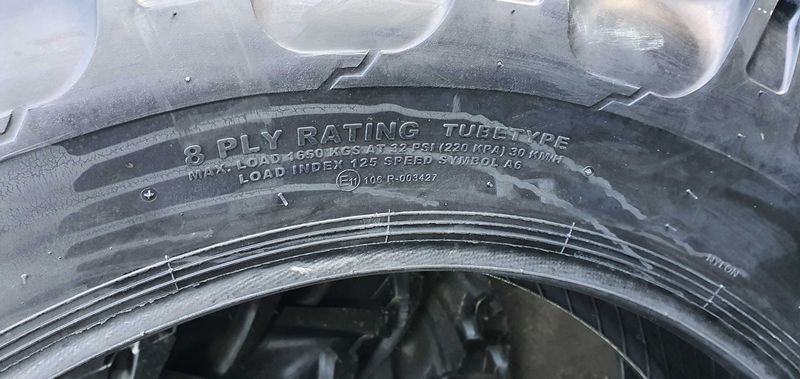 8 PLY RATING TUBETYPE
MAX. LOAD 1650 KGS AT 32 PSI (220 KPA) 30 KM/H
LOAD INDEX 125 SPEED SYMBOL A6
E11 106 R-003427
NYLON